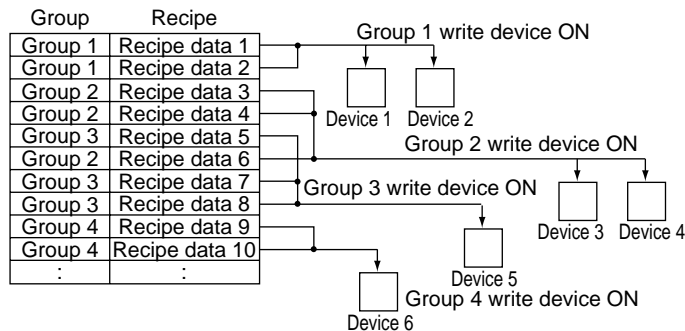 Group Recipe
Group 1 Recipe data 1
Group 1 Recipe data 2
Group 2 Recipe data 3
Group 2 Recipe data 4
Group 3 Recipe data 5
Group 2 Recipe data 6
Group 3 Recipe data 7
Group 3 Recipe data 8
Group 4 Recipe data 9
Group 4 Recipe data 10
: :
Group 1 write device ON
Device 1 Device 2
Group 2 write device ON
Device 3 Device 4
Group 3 write device ON
Device 5
Group 4 write device ON
Device 6